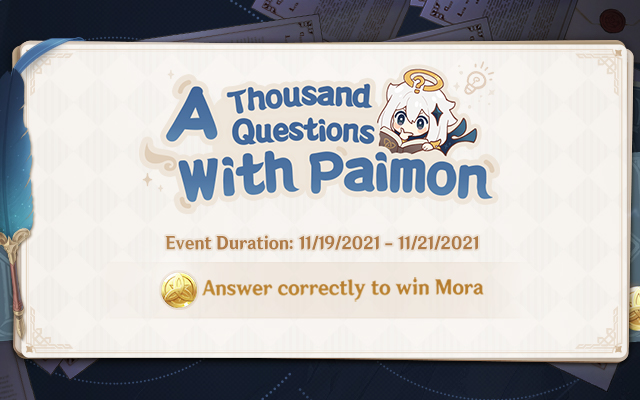 A Thousand
Questions
With Paimon
Event Duration: 11/19/2021 – 11/21/2021
Answer correctly to win Mora